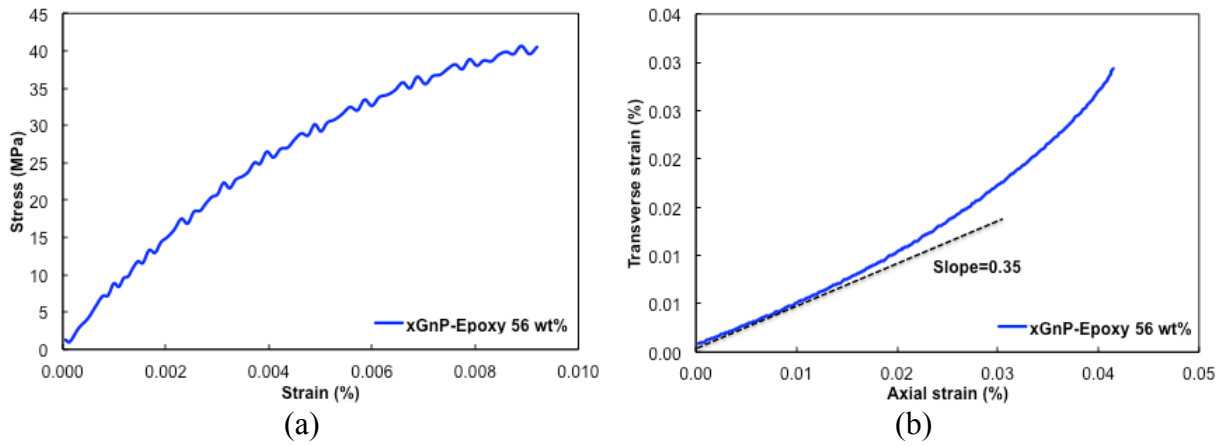 45
40
35
30
25
20
15
10
5
0
Stress (MPa)
0.000 0.002 0.004 0.006 0.008 0.010
Strain (%)
xGnP-Epoxy 56 wt%
(a)
0.04
0.03
0.03
0.02
0.02
0.01
0.01
0.00
Transverse strain (%)
0.00 0.01 0.02 0.03 0.04 0.05
Axial strain (%)
Slope=0.35
xGnP-Epoxy 56 wt%
(b)